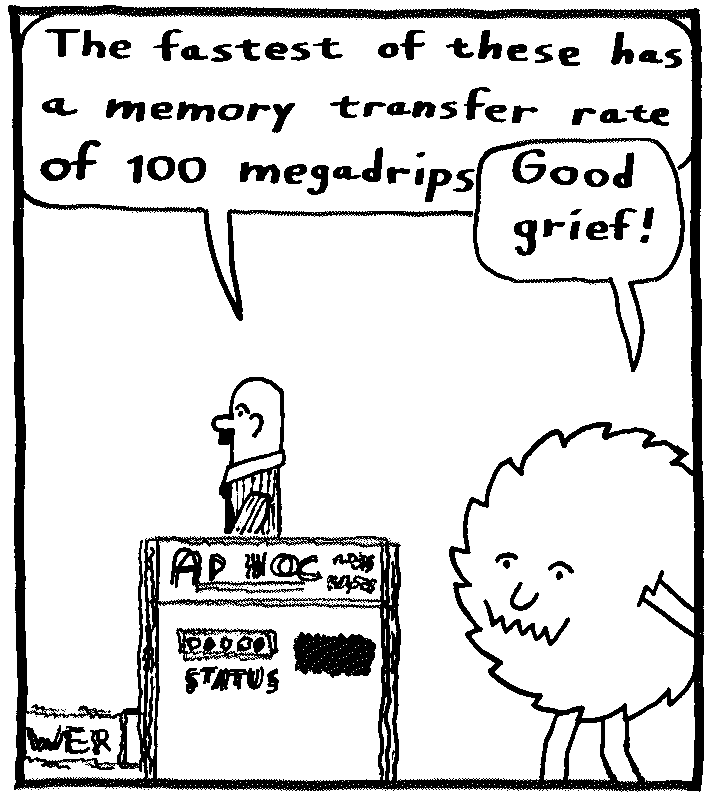 The fastest of these has
a memory transfer rate
of 100 megadrips
Good
grief!
AD HOC
STATUS
WER